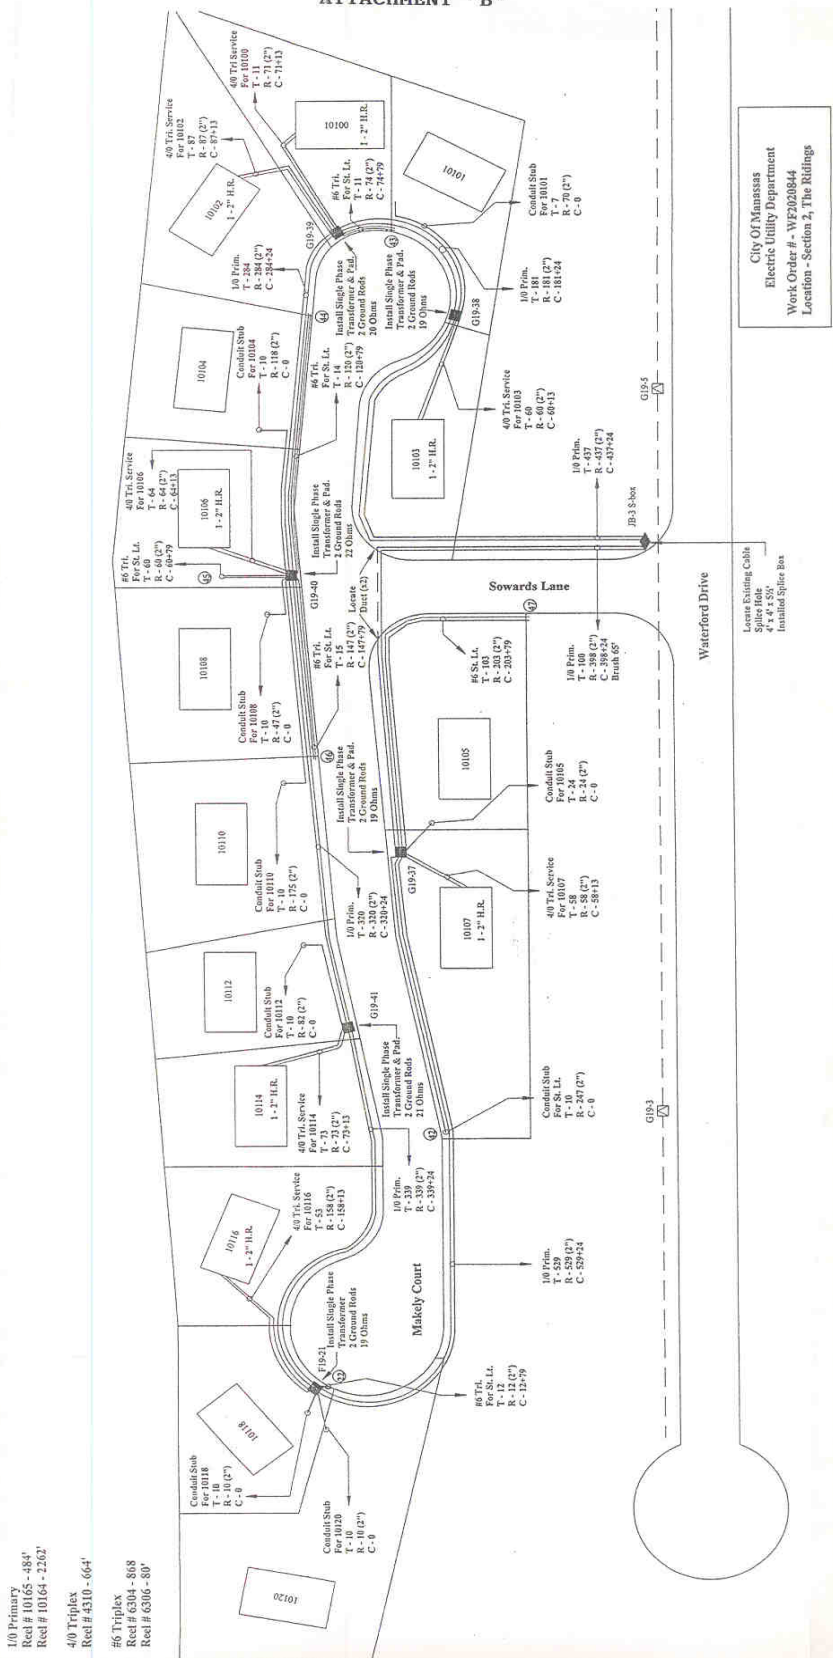 ATTACHMENT "B"
4/0 Tri Service
For 10100
T - 11
R - 71 (2")
C - 71+13
4/0 Tri. Service
For 10102
T - 87
R - 87 (2")
C - 87+13
10100
1 - 2" H.R.
10102
1 - 2" H.R.
10101
#6 Tri.
For St. Lt.
T - 11
R - 74 (2")
C - 74+79
Conduit Stub
For 10101
T - 7
R - 70 (2")
C - 0
G19-39
43
1/0 Prim.
T - 284
R - 284 (2")
C - 284+24
Install Single Phase
Transformer & Pad.
2 Ground Rods
20 Ohms
Install Single Phase
Transformer & Pad.
2 Ground Rods
19 Ohms
G19-38
1/0 Prim.
T - 181
R - 181 (2")
C - 181+24
44
10104
Conduit Stub
For 10104
T - 10
R - 118 (2")
C - 0
#6 Tri.
For St. Lt.
T - 14
R - 120 (2")
C - 120+79
10103
1 - 2" H.R.
4/0 Tri. Service
For 10103
T - 60
R - 60 (2")
C - 60+13
City Of Manassas
Electric Utility Department
Work Order # - WF2020844
Location - Section 2, The Ridings
G19-5
4/0 Tri. Service
For 10106
T - 64
R - 64 (2")
C - 64+13
10106
1 - 2" H.R.
#6 Tri.
For St. Lt.
T - 60
R - 60 (2")
C - 60+79
45
G19-40
Install Single Phase
Transformer & Pad.
2 Ground Rods
22 Ohms
1/0 Prim.
T - 437
R - 437 (2")
C - 437+24
JB-3 S-box
Locate
Duct (x2)
Sowards Lane
Locate Existing Cable
Splice Hole
4' x 4' x 5½'
Installed Splice Box
Waterford Drive
10108
Conduit Stub
For 10108
T - 10
R - 47 (2")
C - 0
#6 Tri.
For St. Lt.
T - 15
R - 147 (2")
C - 147+79
46
47
#6 St. Lt.
T - 103
R - 203 (2")
C - 203+79
1/0 Prim.
T - 100
R - 398 (2")
C - 398+24
Brush 65'
10105
Install Single Phase
Transformer & Pad.
2 Ground Rods
19 Ohms
Conduit Stub
For 10105
T - 24
R - 24 (2")
C - 0
10110
Conduit Stub
For 10110
T - 10
R - 175 (2")
C - 0
G19-37
10107
1 - 2" H.R.
4/0 Tri. Service
For 10107
T - 58
R - 58 (2")
C - 58+13
1/0 Prim.
T - 320
R - 320 (2")
C - 320+24
10112
Conduit Stub
For 10112
T - 10
R - 82 (2")
C - 0
G19-41
Install Single Phase
Transformer & Pad.
2 Ground Rods
21 Ohms
10114
1 - 2" H.R.
4/0 Tri. Service
For 10114
T - 73
R - 73 (2")
C - 73+13
42
Conduit Stub
For St. Lt.
T - 10
R - 247 (2")
C - 0
G19-3
1/0 Prim.
T - 339
R - 339 (2")
C - 339+24
10116
1 - 2" H.R.
4/0 Tri. Service
For 10116
T - 53
R - 158 (2")
C - 158+13
Makely Court
1/0 Prim.
T - 529
R - 529 (2")
C - 529+24
F19-21
Install Single Phase
Transformer
2 Ground Rods
19 Ohms
22
#6 Tri.
For St. Lt.
T - 12
R - 12 (2")
C - 12+79
10118
Conduit Stub
For 10118
T - 10
R - 10 (2")
C - 0
Conduit Stub
For 10120
T - 10
R - 10 (2")
C - 0
10120
1/0 Primary
Reel # 10165 - 484'
Reel # 10164 - 2262'
4/0 Triplex
Reel # 4310 - 664'
#6 Triplex
Reel # 6304 - 868
Reel # 6306 - 80'